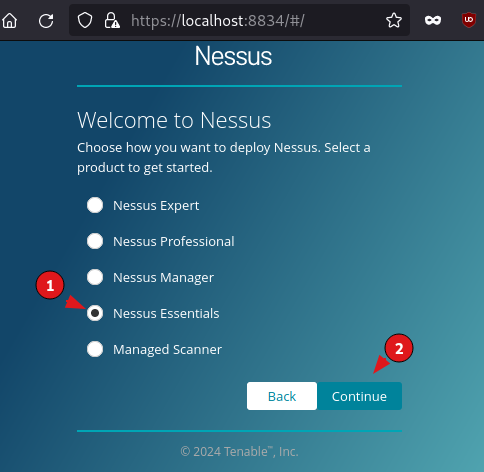 https://localhost:8834/#/
Nessus
Welcome to Nessus
Choose how you want to deploy Nessus. Select a
product to get started.
Nessus Expert
Nessus Professional
Nessus Manager
1
Nessus Essentials
Managed Scanner
2
Back
Continue
© 2024 Tenable™, Inc.